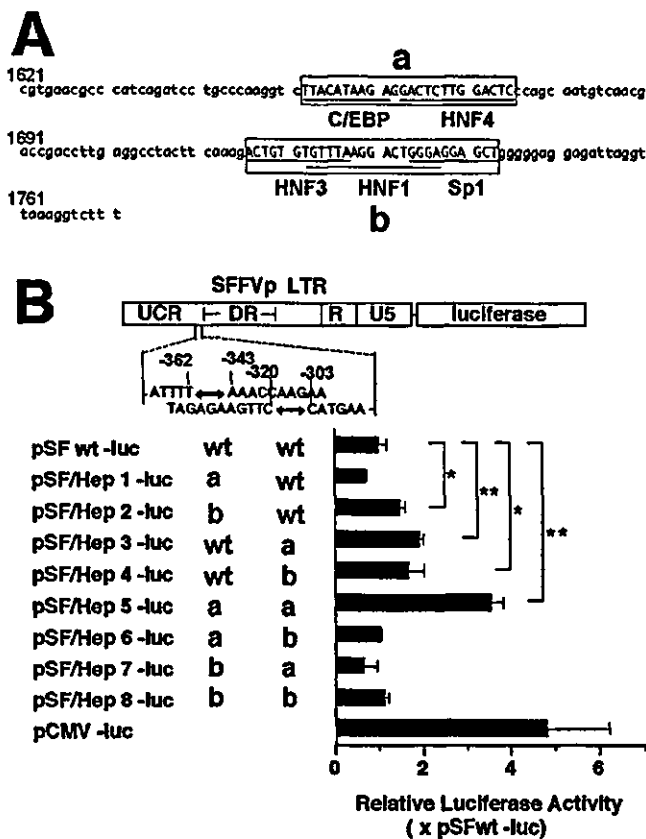 A
a
1621
cgtgaacgcc catcagatcc tgcccaaggt cTTACATAAG AGGACTCTTG GACTCccagc aatgtcaacg
C/EBP HNF4
1691
accgaccttg aggcctactt caaagACTGT GTGTTTAAGG ACTGGGAGGA GCTgggggag gagattaggt
HNF3 HNF1 Sp1
1761
taaaggtctt t
b
B
SFFVp LTR
UCR DR R U5 luciferase
-362 -343 -320 -303
-ATTTT AAACCAAGAA
TAGAGAAGTTC CATGAA-
pSF wt -luc wt wt
pSF/Hep 1 -luc a wt
pSF/Hep 2 -luc b wt
pSF/Hep 3 -luc wt a
pSF/Hep 4 -luc wt b
pSF/Hep 5 -luc a a
pSF/Hep 6 -luc a b
pSF/Hep 7 -luc b a
pSF/Hep 8 -luc b b
pCMV -luc
* ** * **
0 2 4 6
Relative Luciferase Activity
( x pSFwt -luc)